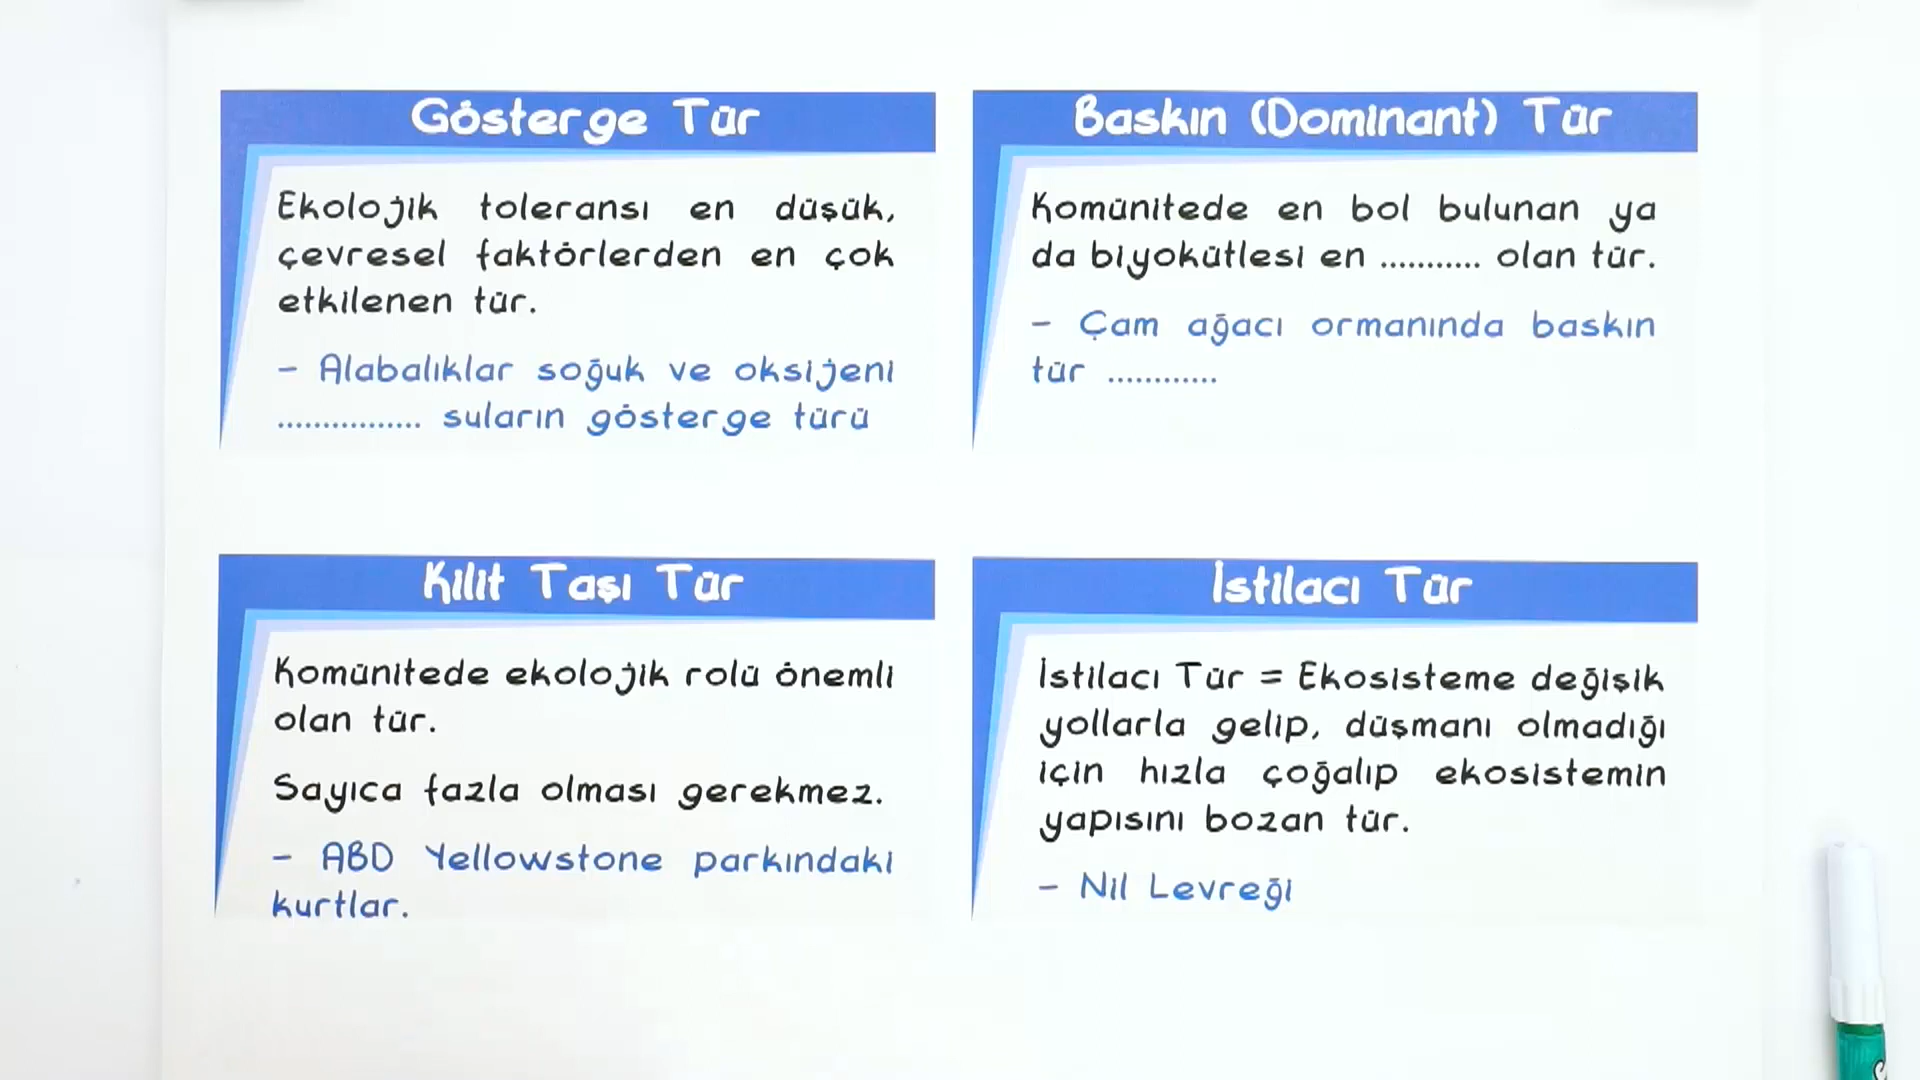 Gösterge Tür
Ekolojik toleransı en düşük,
çevresel faktörlerden en çok
etkilenen tür.
- Alabalıklar soğuk ve oksijeni
................ suların gösterge türü
Baskın (Dominant) Tür
Komünitede en bol bulunan ya
da biyokütlesi en ........... olan tür.
- Çam ağacı ormanında baskın
tür ............
Kilit Taşı Tür
Komünitede ekolojik rolü önemli
olan tür.
Sayıca fazla olması gerekmez.
- ABD Yellowstone parkındaki
kurtlar.
İstilacı Tür
İstilacı Tür = Ekosisteme değişik
yollarla gelip, düşmanı olmadığı
için hızla çoğalıp ekosistemin
yapısını bozan tür.
- Nil Levreği